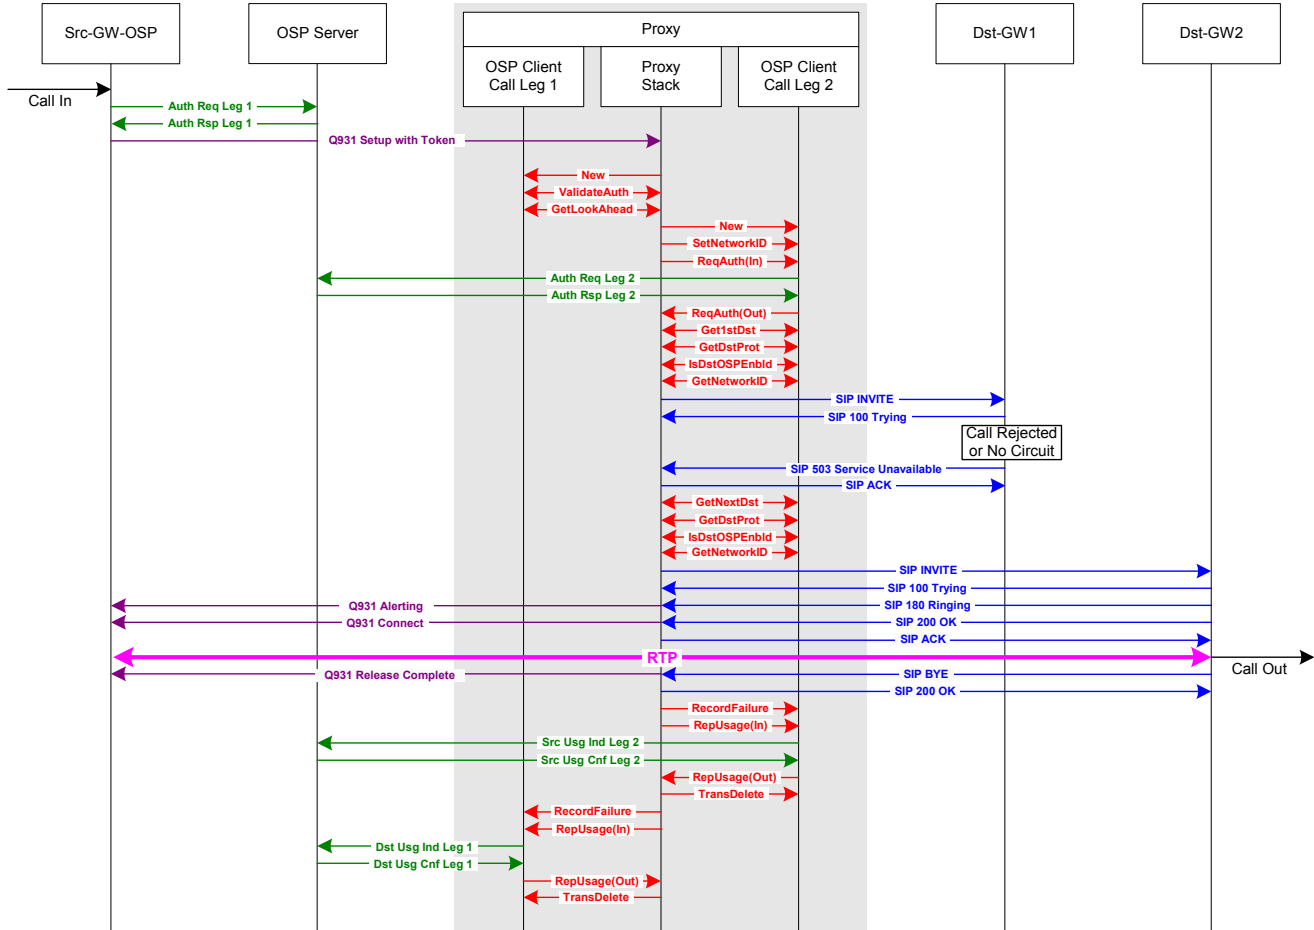 Src-GW-OSP
OSP Server
Proxy
OSP Client
Call Leg 1
Proxy
Stack
OSP Client
Call Leg 2
Dst-GW1
Dst-GW2
Call In
Auth Req Leg 1
Auth Rsp Leg 1
Q931 Setup with Token
New
ValidateAuth
GetLookAhead
New
SetNetworkID
ReqAuth(In)
Auth Req Leg 2
Auth Rsp Leg 2
ReqAuth(Out)
Get1stDst
GetDstProt
IsDstOSPEnbld
GetNetworkID
SIP INVITE
SIP 100 Trying
Call Rejected
or No Circuit
SIP 503 Service Unavailable
SIP ACK
GetNextDst
GetDstProt
IsDstOSPEnbld
GetNetworkID
SIP INVITE
SIP 100 Trying
Q931 Alerting
SIP 180 Ringing
Q931 Connect
SIP 200 OK
SIP ACK
RTP
Call Out
Q931 Release Complete
SIP BYE
SIP 200 OK
RecordFailure
RepUsage(In)
Src Usg Ind Leg 2
Src Usg Cnf Leg 2
RepUsage(Out)
TransDelete
RecordFailure
RepUsage(In)
Dst Usg Ind Leg 1
Dst Usg Cnf Leg 1
RepUsage(Out)
TransDelete